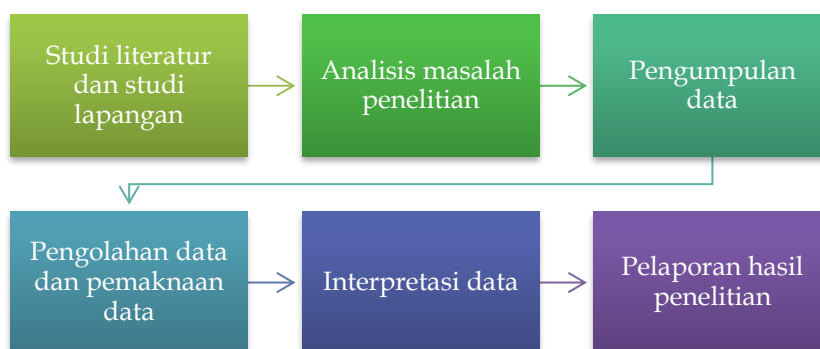 Studi literatur
dan studi
lapangan
Analisis masalah
penelitian
Pengumpulan
data
Pengolahan data
dan pemaknaan
data
Interpretasi data
Pelaporan hasil
penelitian